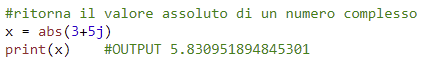 #ritorna il valore assoluto di un numero complesso
x = abs(3+5j)
print(x)    #OUTPUT 5.830951894845301